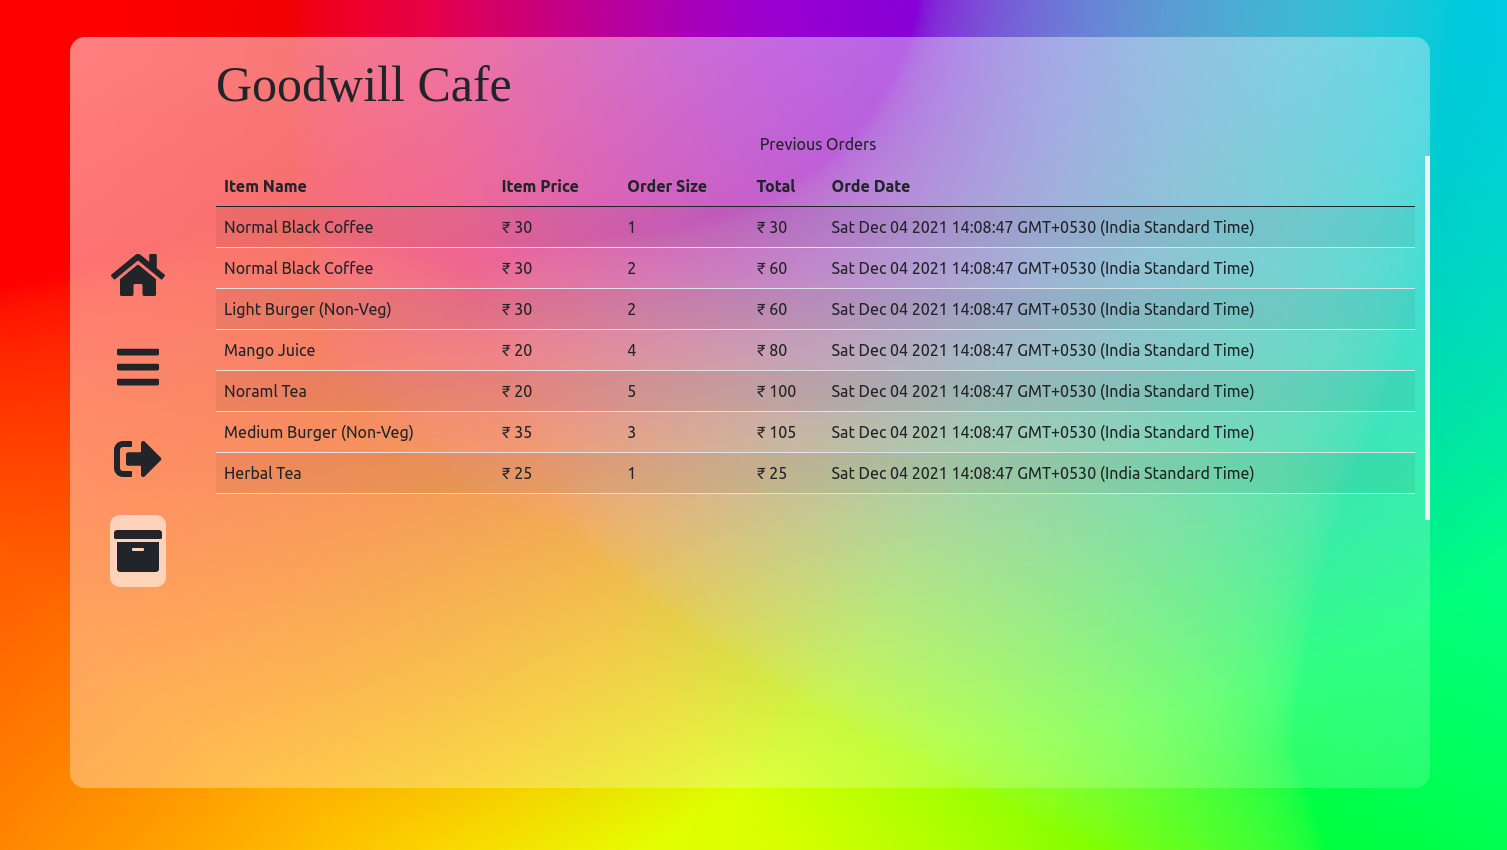 Goodwill Cafe
Previous Orders
Item Name Item Price Order Size Total Orde Date
Normal Black Coffee ₹ 30 1 ₹ 30 Sat Dec 04 2021 14:08:47 GMT+0530 (India Standard Time)
Normal Black Coffee ₹ 30 2 ₹ 60 Sat Dec 04 2021 14:08:47 GMT+0530 (India Standard Time)
Light Burger (Non-Veg) ₹ 30 2 ₹ 60 Sat Dec 04 2021 14:08:47 GMT+0530 (India Standard Time)
Mango Juice ₹ 20 4 ₹ 80 Sat Dec 04 2021 14:08:47 GMT+0530 (India Standard Time)
Noraml Tea ₹ 20 5 ₹ 100 Sat Dec 04 2021 14:08:47 GMT+0530 (India Standard Time)
Medium Burger (Non-Veg) ₹ 35 3 ₹ 105 Sat Dec 04 2021 14:08:47 GMT+0530 (India Standard Time)
Herbal Tea ₹ 25 1 ₹ 25 Sat Dec 04 2021 14:08:47 GMT+0530 (India Standard Time)